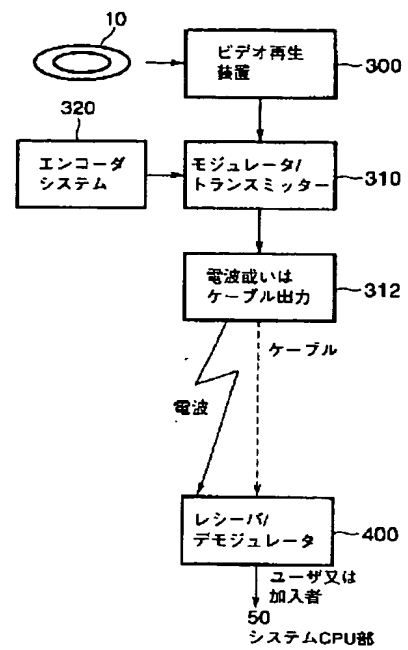 10
ビデオ再生
装置
300
320
エンコーダ
システム
モジュレータ/
トランスミッター
310
電波或いは
ケーブル出力
312
ケーブル
電波
レシーバ/
デモジュレータ
400
ユーザ又は
加入者
50
システムCPU部